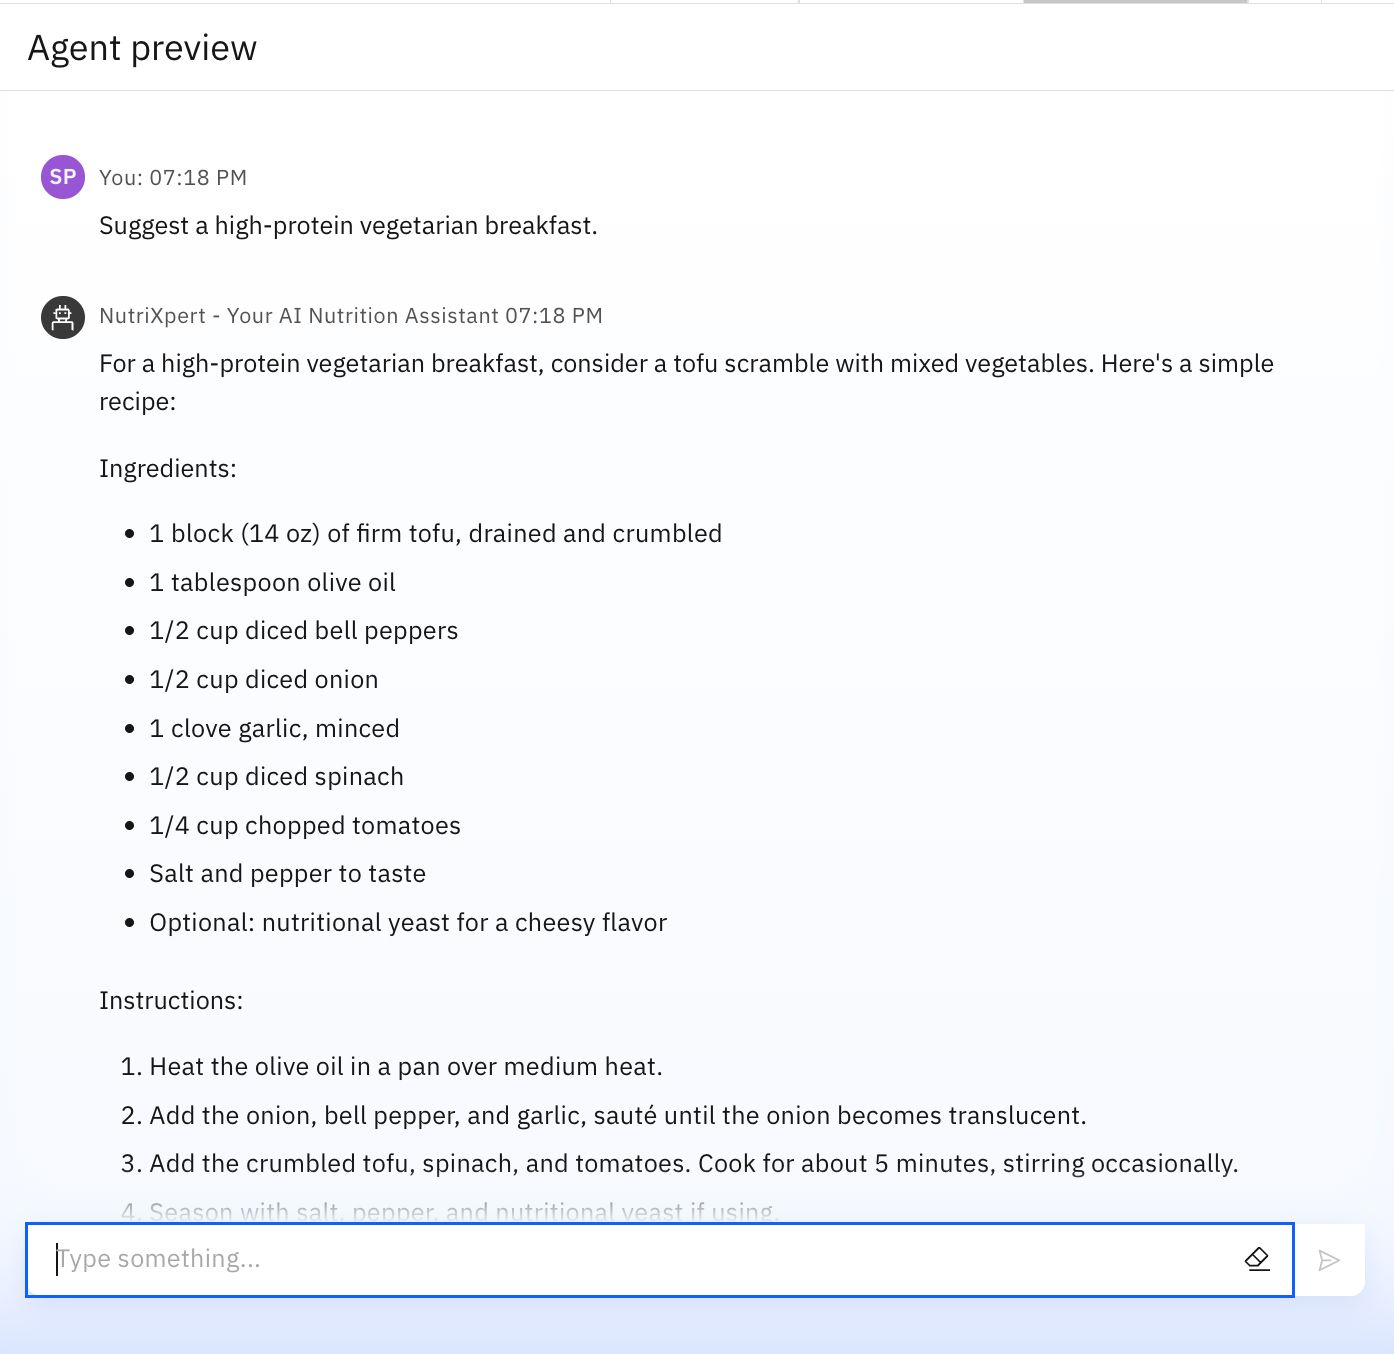 Agent preview
SP
You: 07:18 PM
Suggest a high-protein vegetarian breakfast.
NutriXpert - Your AI Nutrition Assistant 07:18 PM
For a high-protein vegetarian breakfast, consider a tofu scramble with mixed vegetables. Here's a simple
recipe:
Ingredients:
• 1 block (14 oz) of firm tofu, drained and crumbled
• 1 tablespoon olive oil
• 1/2 cup diced bell peppers
• 1/2 cup diced onion
• 1 clove garlic, minced
• 1/2 cup diced spinach
• 1/4 cup chopped tomatoes
• Salt and pepper to taste
• Optional: nutritional yeast for a cheesy flavor
Instructions:
1. Heat the olive oil in a pan over medium heat.
2. Add the onion, bell pepper, and garlic, sauté until the onion becomes translucent.
3. Add the crumbled tofu, spinach, and tomatoes. Cook for about 5 minutes, stirring occasionally.
4. Season with salt, pepper, and nutritional yeast if using.
Type something...